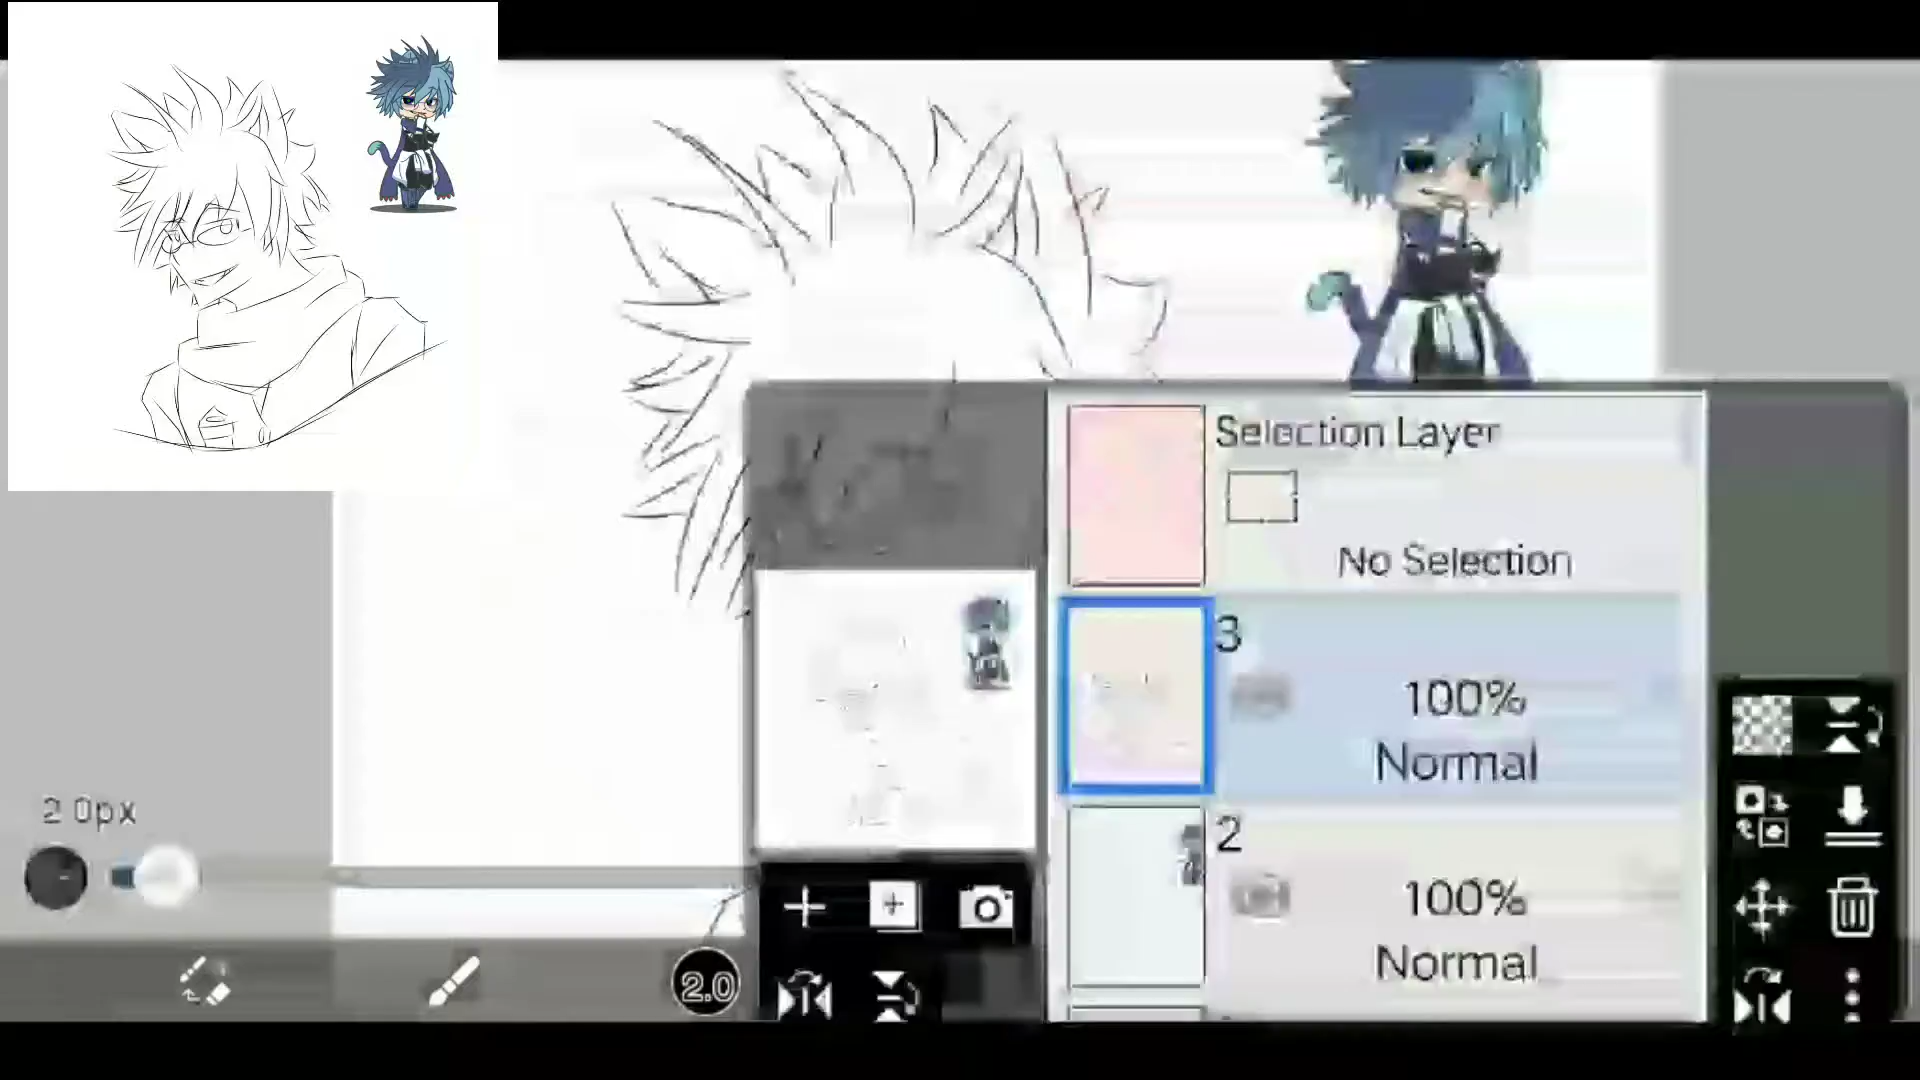 Selection Layer
No Selection
3
100%
Normal
2
100%
Normal
2 0px
2.0